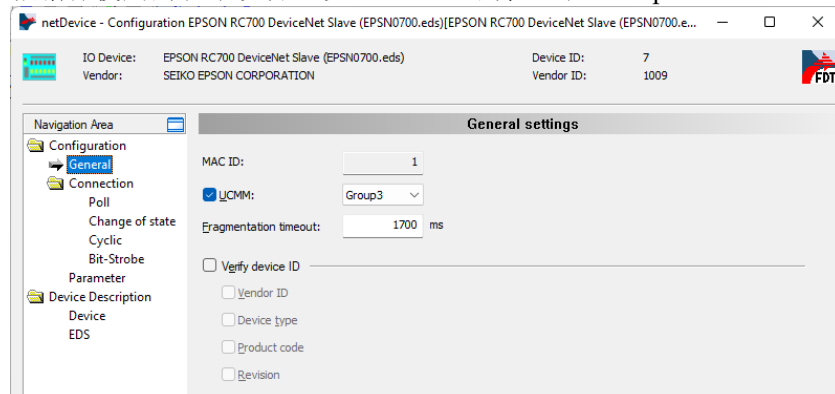 netDevice - Configuration EPSON RC700 DeviceNet Slave (EPSN0700.eds)[EPSON RC700 DeviceNet Slave (EPSN0700.e...
IO Device: EPSON RC700 DeviceNet Slave (EPSN0700.eds) Device ID: 7
Vendor: SEIKO EPSON CORPORATION Vendor ID: 1009
FDT
Navigation Area
General settings
Configuration
General
Connection
Poll
Change of state
Cyclic
Bit-Strobe
Parameter
Device Description
Device
EDS
MAC ID: 1
UCMM: Group3
Fragmentation timeout: 1700 ms
Verify device ID
Vendor ID
Device type
Product code
Revision